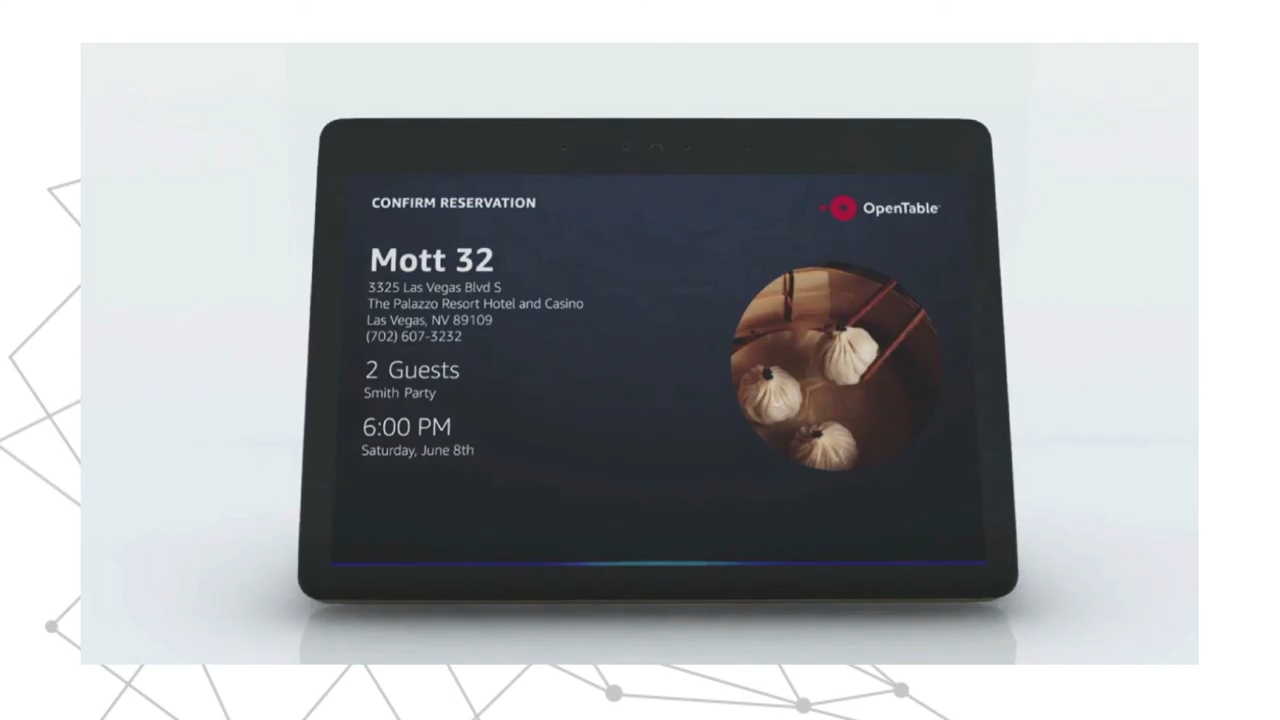 CONFIRM RESERVATION
OpenTable
Mott 32
3325 Las Vegas Blvd S
The Palazzo Resort Hotel and Casino
Las Vegas, NV 89109
(702) 607-3232
2 Guests
Smith Party
6:00 PM
Saturday, June 8th